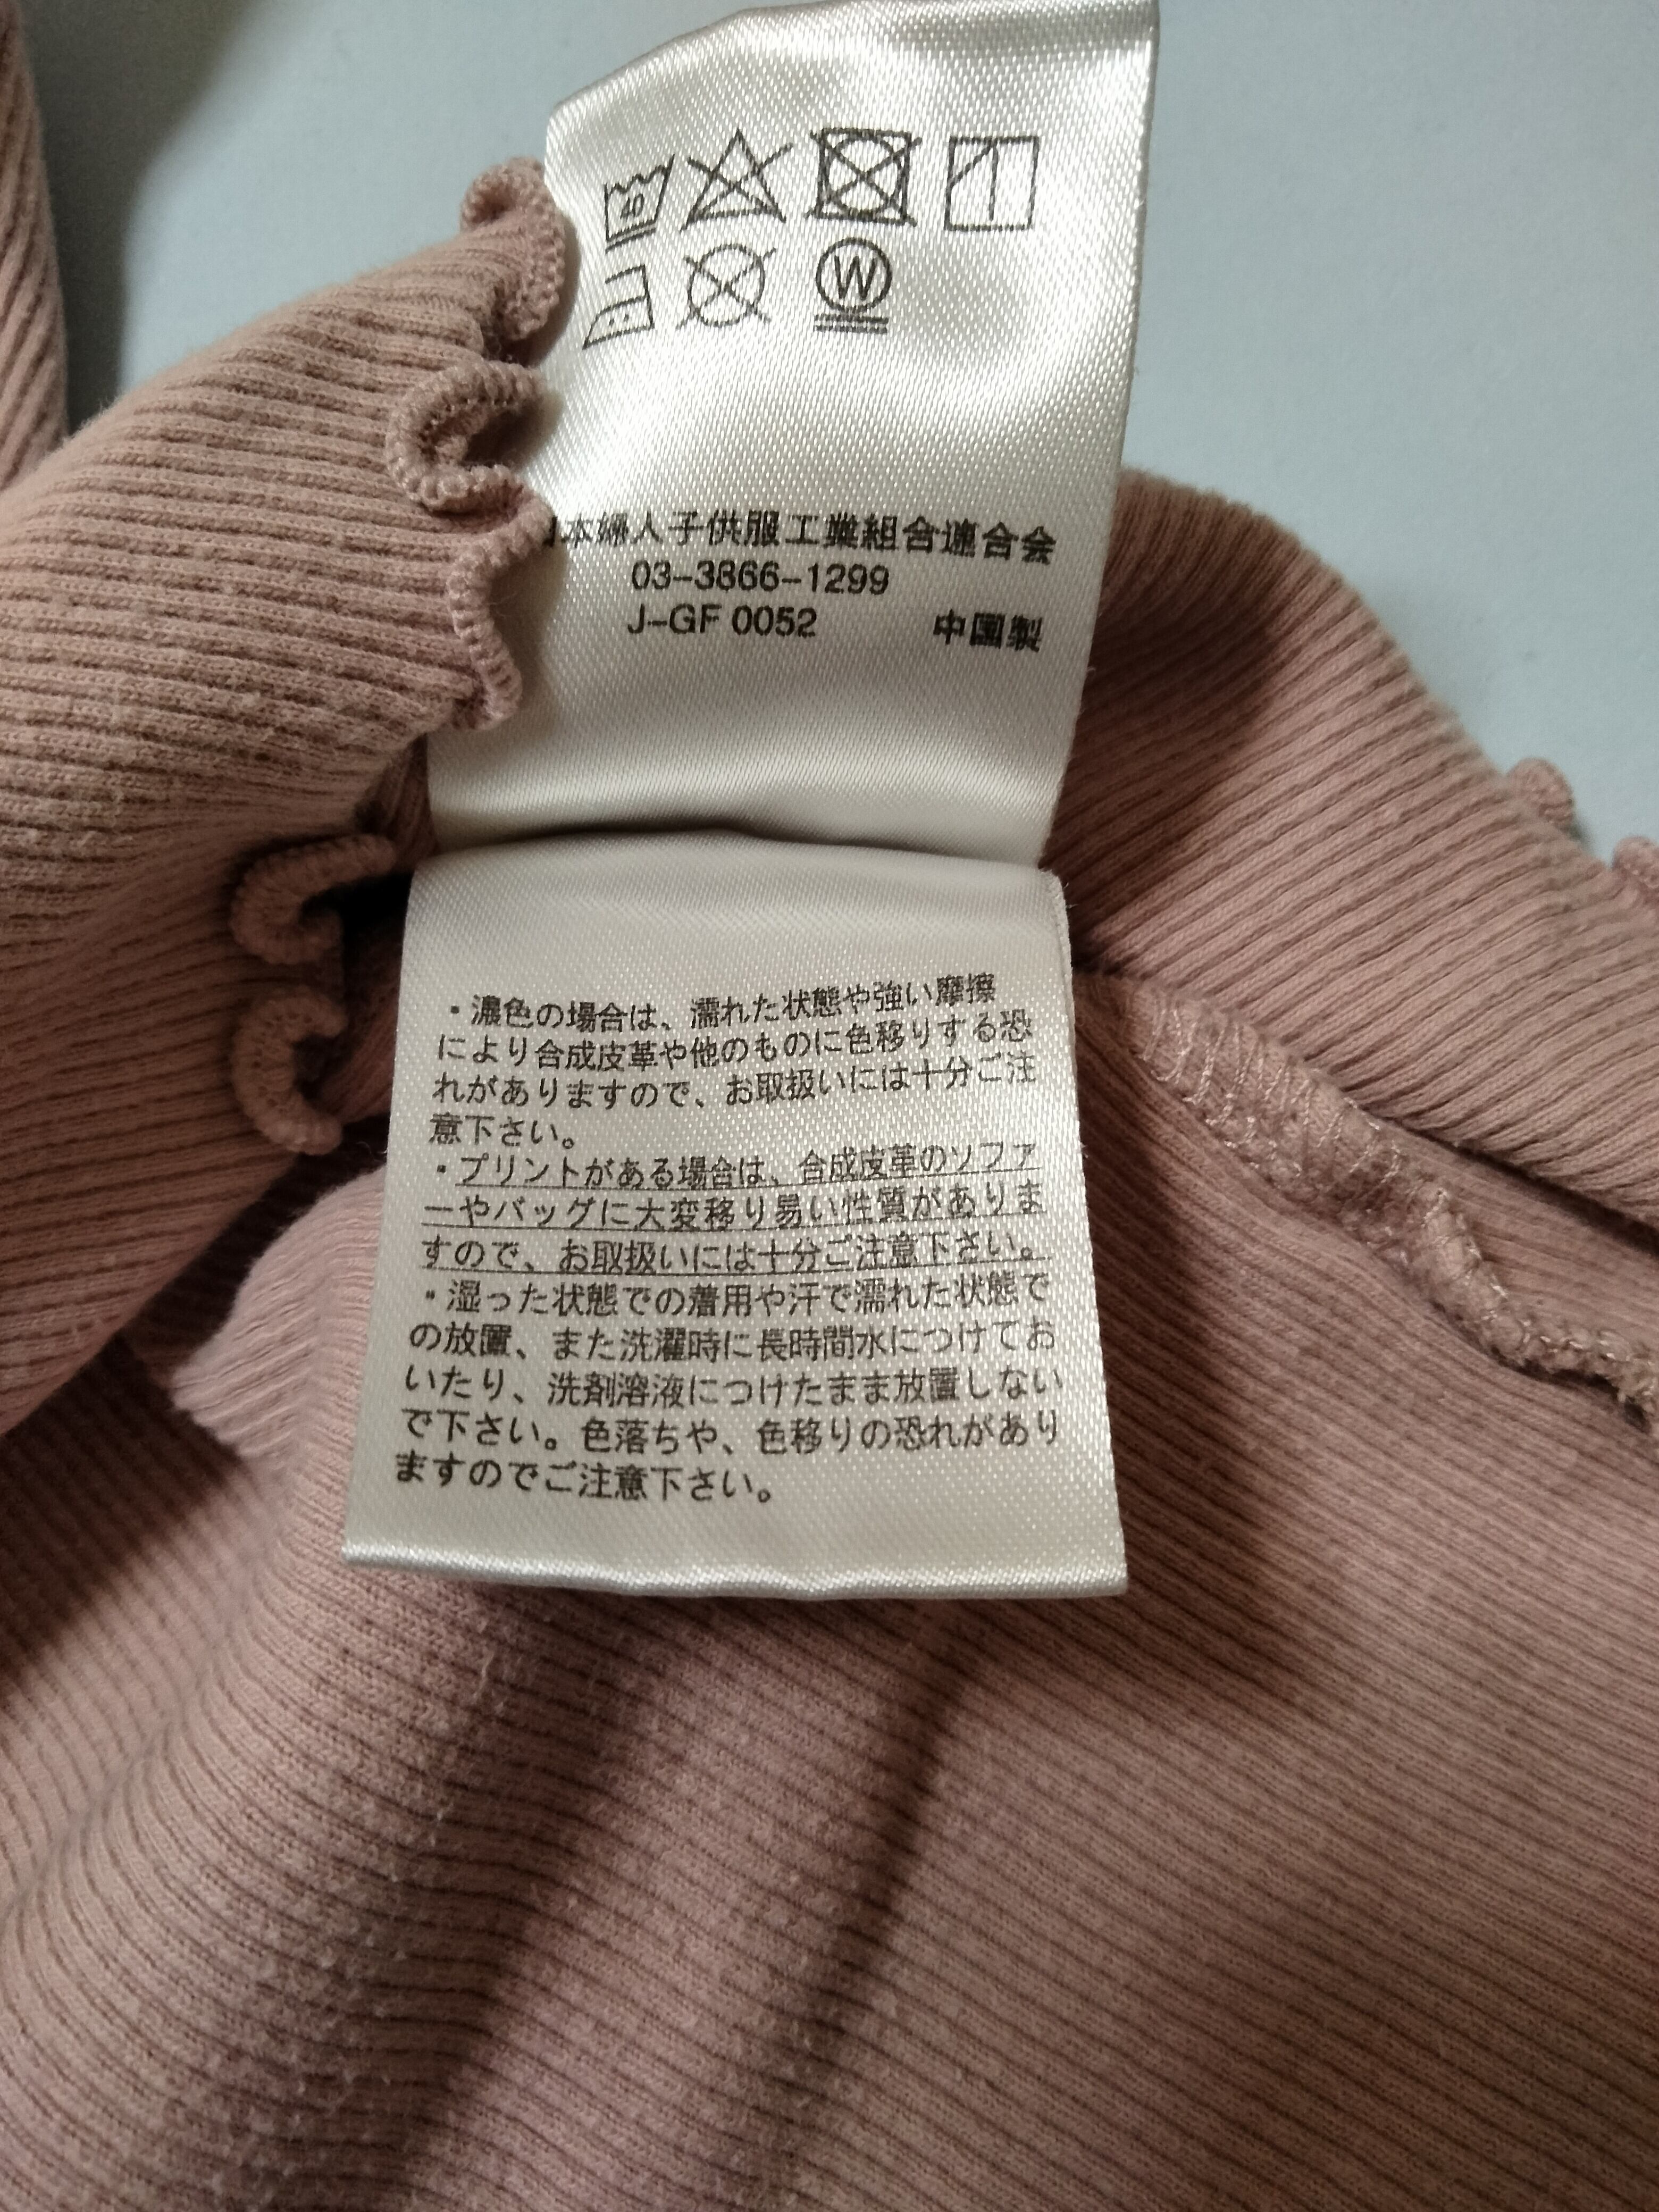 40
W
日本婦人子供服工業組合連合会
03-3866-1299
J-GF 0052 中国製
・濃色の場合は、濡れた状態や強い摩擦
により合成皮革や他のものに色移りする恐
れがありますので、お取扱いには十分ご注
意下さい。
・プリントがある場合は、合成皮革のソファ
ーやバッグに大変移り易い性質がありま
すので、お取扱いには十分ご注意下さい。
・湿った状態での着用や汗で濡れた状態で
の放置、また洗濯時に長時間水につけてお
いたり、洗剤溶液につけたまま放置しない
で下さい。色落ちや、色移りの恐れがあり
ますのでご注意下さい。